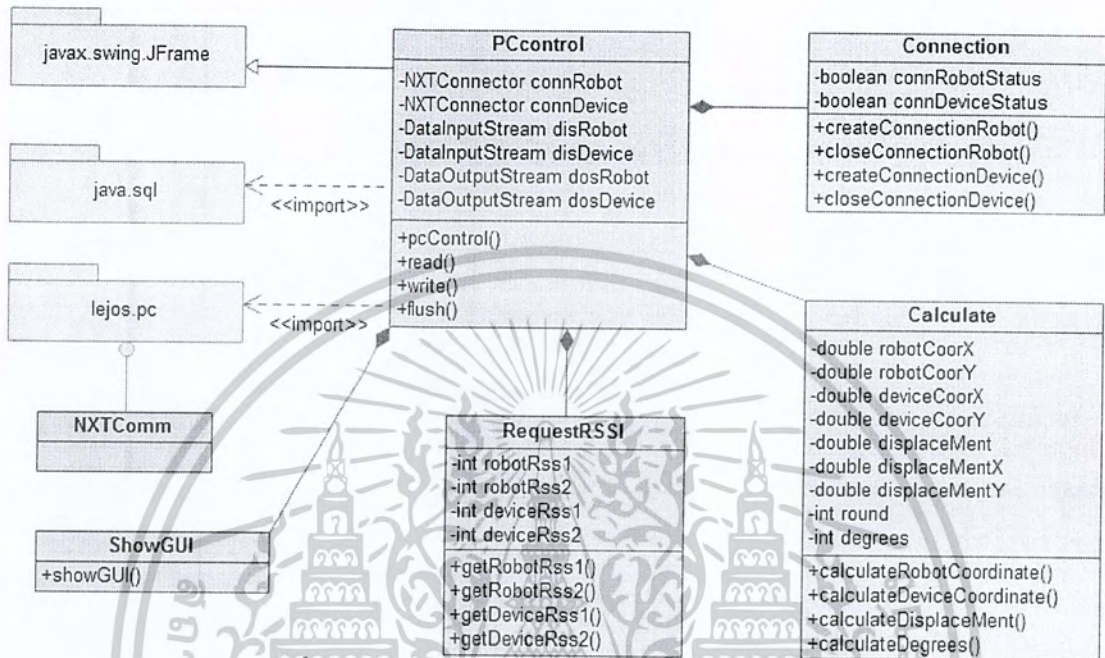 javax.swing.JFrame
PCcontrol
-NXTConnector connRobot
-NXTConnector connDevice
-DataInputStream disRobot
-DataInputStream disDevice
-DataOutputStream dosRobot
-DataOutputStream dosDevice
+pcControl()
+read()
+write()
+flush()
Connection
-boolean connRobotStatus
-boolean connDeviceStatus
+createConnectionRobot()
+closeConnectionRobot()
+createConnectionDevice()
+closeConnectionDevice()
java.sql
<<import>>
lejos.pc
<<import>>
NXTComm
ShowGUI
+showGUI()
RequestRSSI
-int robotRss1
-int robotRss2
-int deviceRss1
-int deviceRss2
+getRobotRss1()
+getRobotRss2()
+getDeviceRss1()
+getDeviceRss2()
Calculate
-double robotCoorX
-double robotCoorY
-double deviceCoorX
-double deviceCoorY
-double displaceMent
-double displaceMentX
-double displaceMentY
-int round
-int degrees
+calculateRobotCoordinate()
+calculateDeviceCoordinate()
+calculateDisplaceMent()
+calculateDegrees()